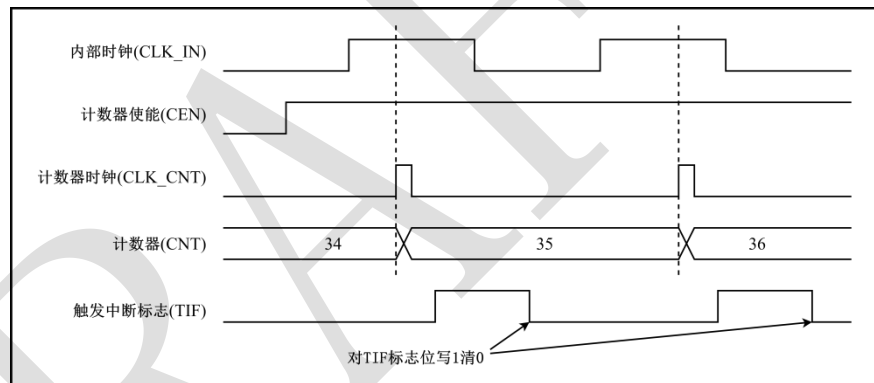 内部时钟(CLK_IN)
计数器使能(CEN)
计数器时钟(CLK_CNT)
计数器(CNT)
34
35
36
触发中断标志(TIF)
对TIF标志位写1清0